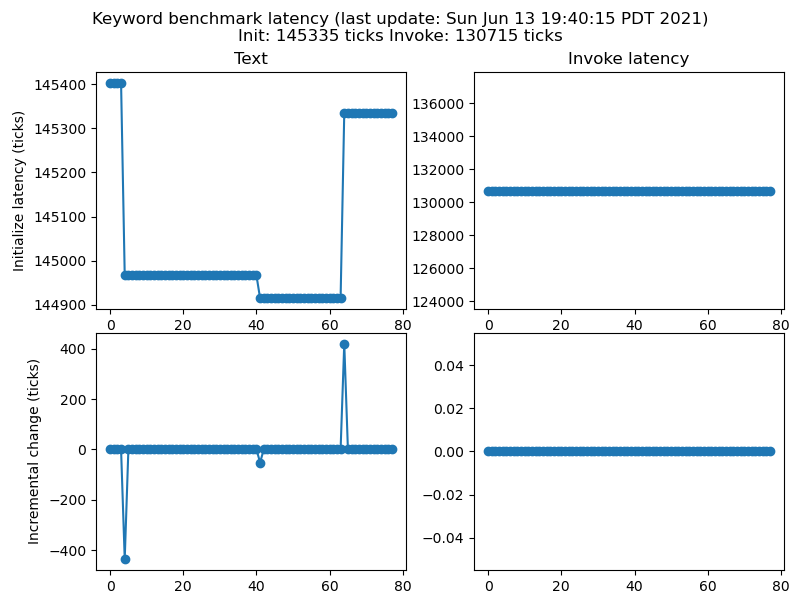 Keyword benchmark latency (last update: Sun Jun 13 19:40:15 PDT 2021)
Init: 145335 ticks Invoke: 130715 ticks
Text
Initialize latency (ticks)
145400
145300
145200
145100
145000
144900
0 20 40 60 80
Invoke latency
136000
134000
132000
130000
128000
126000
124000
0 20 40 60 80
Incremental change (ticks)
400
200
0
−200
−400
0 20 40 60 80
0.04
0.02
0.00
−0.02
−0.04
0 20 40 60 80